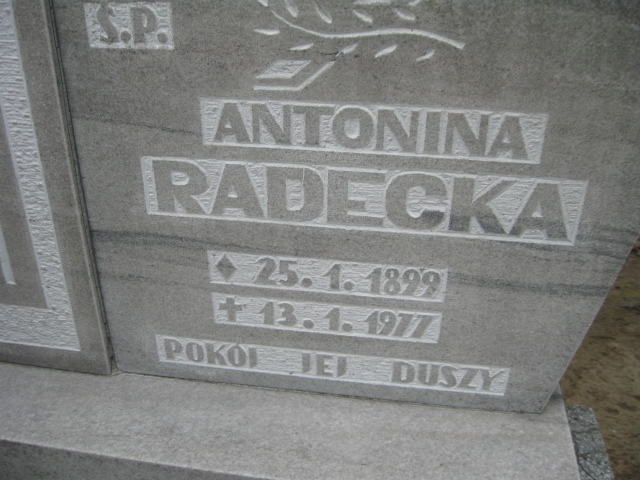 Ś.P.
ANTONINA
RADECKA
♦ 25.1.1899
✝ 13.1.1977
POKÓJ JEJ DUSZY